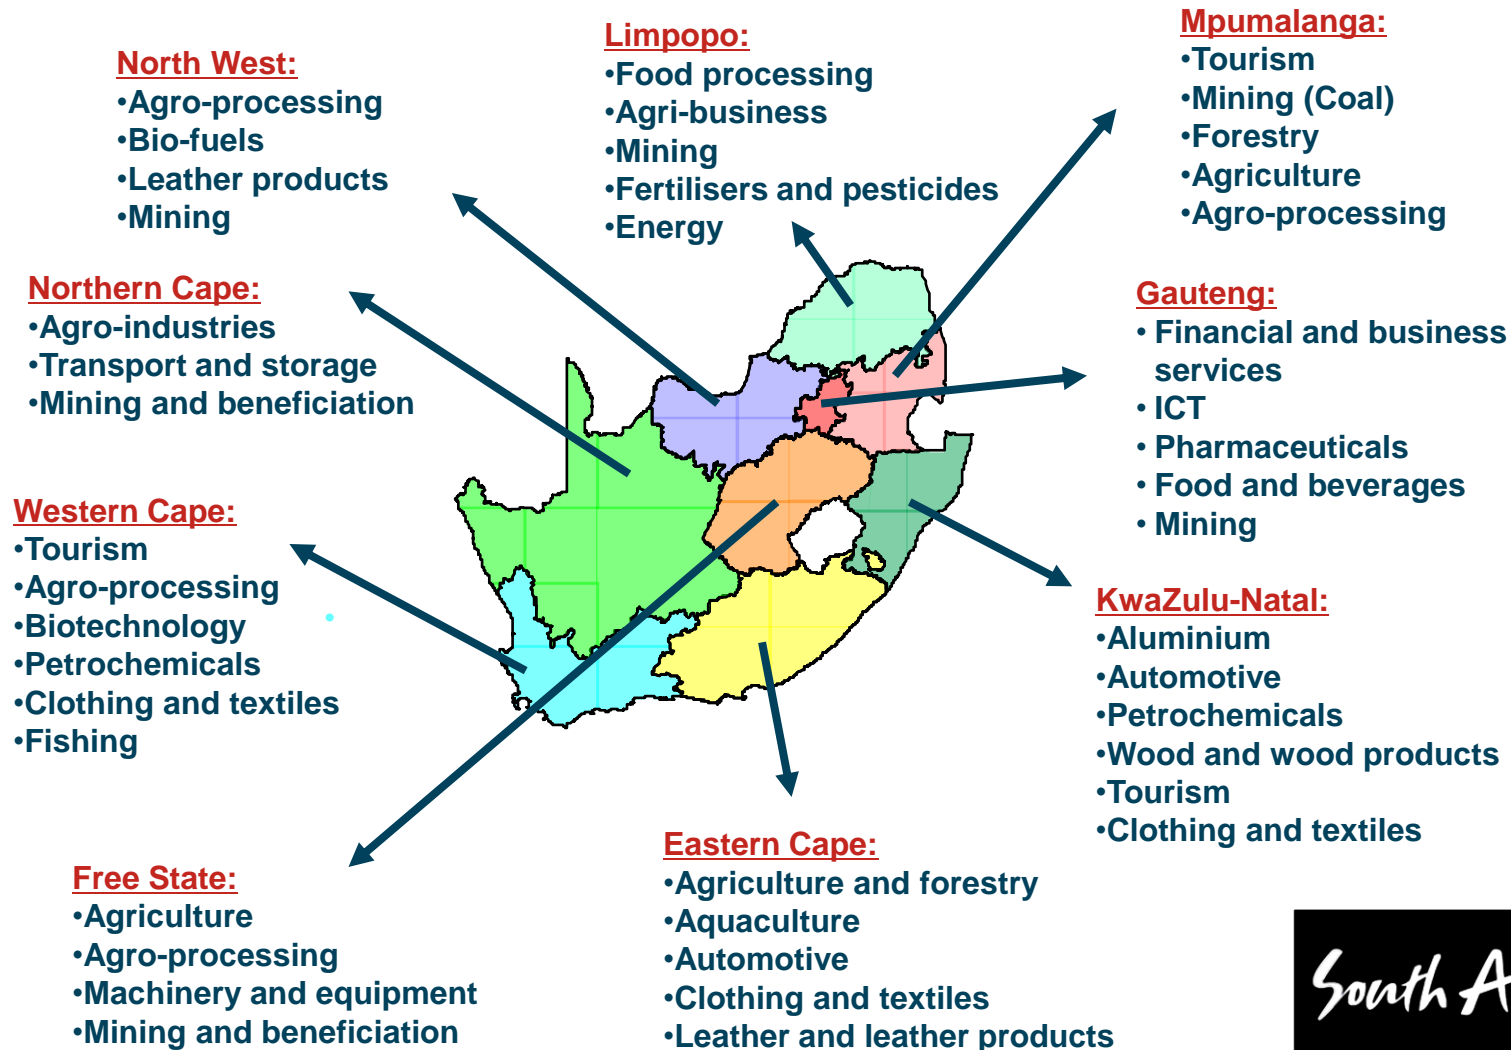 North West:
•Agro-processing
•Bio-fuels
•Leather products
•Mining
Limpopo:
•Food processing
•Agri-business
•Mining
•Fertilisers and pesticides
•Energy
Mpumalanga:
•Tourism
•Mining (Coal)
•Forestry
•Agriculture
•Agro-processing
Northern Cape:
•Agro-industries
•Transport and storage
•Mining and beneficiation
Gauteng:
• Financial and business
services
• ICT
• Pharmaceuticals
• Food and beverages
• Mining
Western Cape:
•Tourism
•Agro-processing
•Biotechnology
•Petrochemicals
•Clothing and textiles
•Fishing
KwaZulu-Natal:
•Aluminium
•Automotive
•Petrochemicals
•Wood and wood products
•Tourism
•Clothing and textiles
Free State:
•Agriculture
•Agro-processing
•Machinery and equipment
•Mining and beneficiation
Eastern Cape:
•Agriculture and forestry
•Aquaculture
•Automotive
•Clothing and textiles
•Leather and leather products
South A